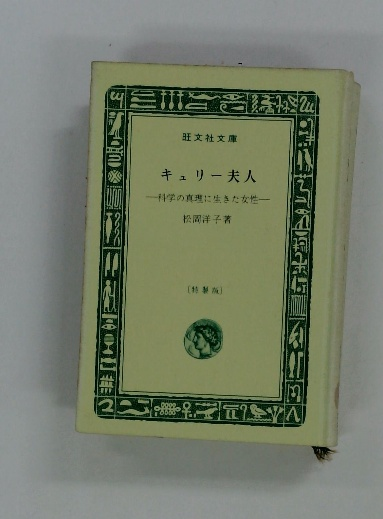 旺文社文庫
キュリー夫人
―科学の真理に生きた女性―
松岡洋子著
〔特製版〕